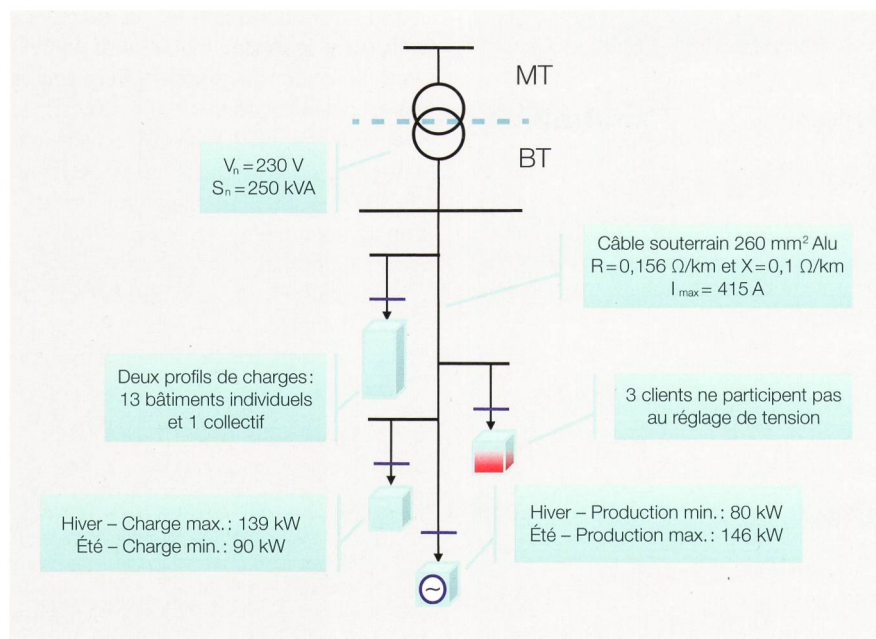 MT
BT
Vₙ = 230 V
Sₙ = 250 kVA
Câble souterrain 260 mm² Alu
R = 0,156 Ω/km et X = 0,1 Ω/km
I max = 415 A
Deux profils de charges :
13 bâtiments individuels
et 1 collectif
3 clients ne participent pas
au réglage de tension
Hiver – Charge max. : 139 kW
Été – Charge min. : 90 kW
Hiver – Production min. : 80 kW
Été – Production max. : 146 kW
~